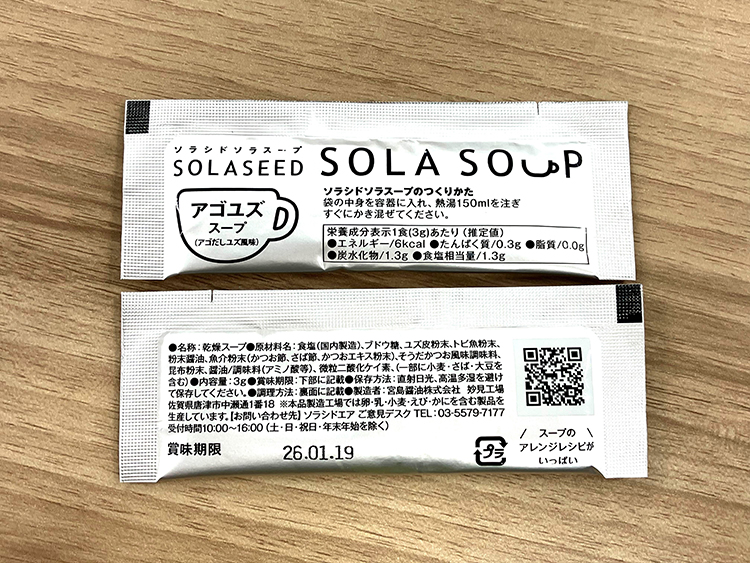 ソラシドソラスープ
SOLASEED SOLA SOUP
アゴユズ
スープ
(アゴだしユズ風味)
ソラシドソラスープのつくりかた
袋の中身を容器に入れ、熱湯150mlを注ぎ
すぐにかき混ぜてください。
栄養成分表示1食(3g)あたり (推定値)
●エネルギー/6kcal ●たんぱく質/0.3g ●脂質/0.0g
●炭水化物/1.3g ●食塩相当量/1.3g
●名称:乾燥スープ●原材料名:食塩(国内製造)、ブドウ糖、ユズ皮粉末、トビ魚粉末、
粉末醤油、魚介粉末(かつお節、さば節、かつおエキス粉末)、そうだかつお風味調味料、
昆布粉末、醤油/調味料(アミノ酸等)、微粒二酸化ケイ素、(一部に小麦・さば・大豆を
含む)●内容量:3g●賞味期限:下部に記載●保存方法:直射日光、高温多湿を避け
て保存してください。●調理方法:裏面に記載●製造者:宮島醤油株式会社 妙見工場
佐賀県唐津市中瀬通1番18 ※本品製造工場では卵・乳・小麦・えび・かにを含む製品を
生産しています。【お問い合わせ先】ソラシドエア ご意見デスク TEL:03-5579-7177
受付時間10:00~16:00 (土・日・祝日・年末年始を除く)
賞味期限 26.01.19
プラ
スープの
アレンジレシピが
いっぱい